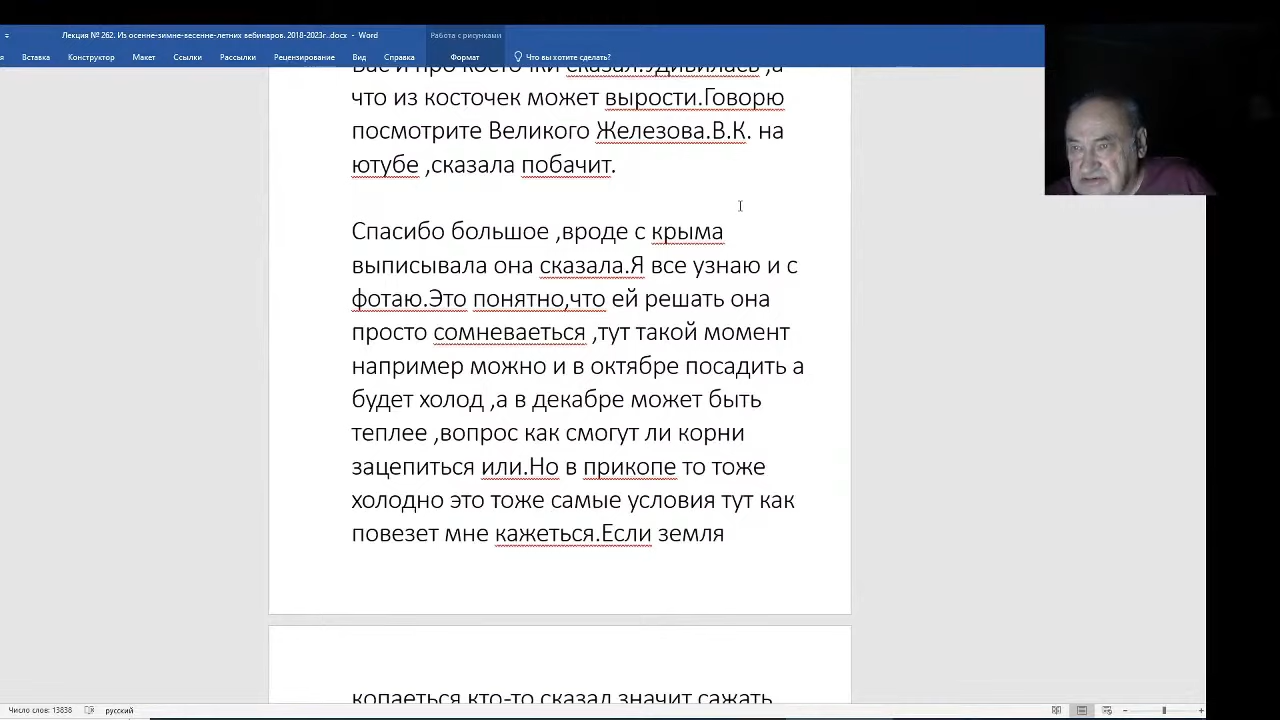 Лекция № 262. Из осенне-зимне-весенне-летних вебинаров. 2018-2023г..docx - Word
Работа с рисунками
Вставка Конструктор Макет Ссылки Рассылки Рецензирование Вид Справка Формат Что вы хотите сделать?
Вас и про косточки сказал.Удивилась ,а
что из косточек может вырости.Говорю
посмотрите Великого Железова.В.К. на
ютубе ,сказала побачит.
Спасибо большое ,вроде с крыма
выписывала она сказала.Я все узнаю и с
фотаю.Это понятно,что ей решать она
просто сомневаеться ,тут такой момент
например можно и в октябре посадить а
будет холод ,а в декабре может быть
теплее ,вопрос как смогут ли корни
зацепиться или.Но в прикопе то тоже
холодно это тоже самые условия тут как
повезет мне кажеться.Если земля
копаеться кто-то сказал значит сажать
Число слов: 13838 русский